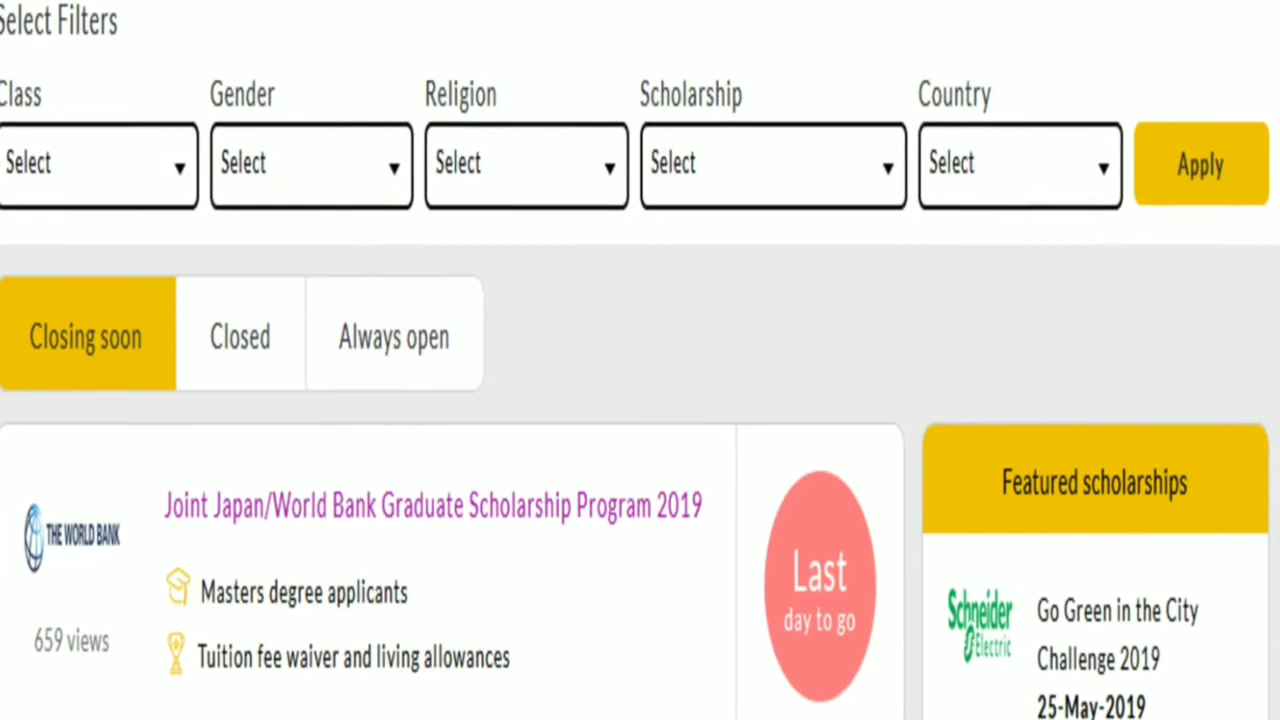 Select Filters
Class Gender Religion Scholarship Country
Select Select Select Select Select Apply
Closing soon Closed Always open
Joint Japan/World Bank Graduate Scholarship Program 2019
THE WORLD BANK
Masters degree applicants
659 views
Tuition fee waiver and living allowances
Last
day to go
Featured scholarships
Schneider
Electric
Go Green in the City
Challenge 2019
25-May-2019